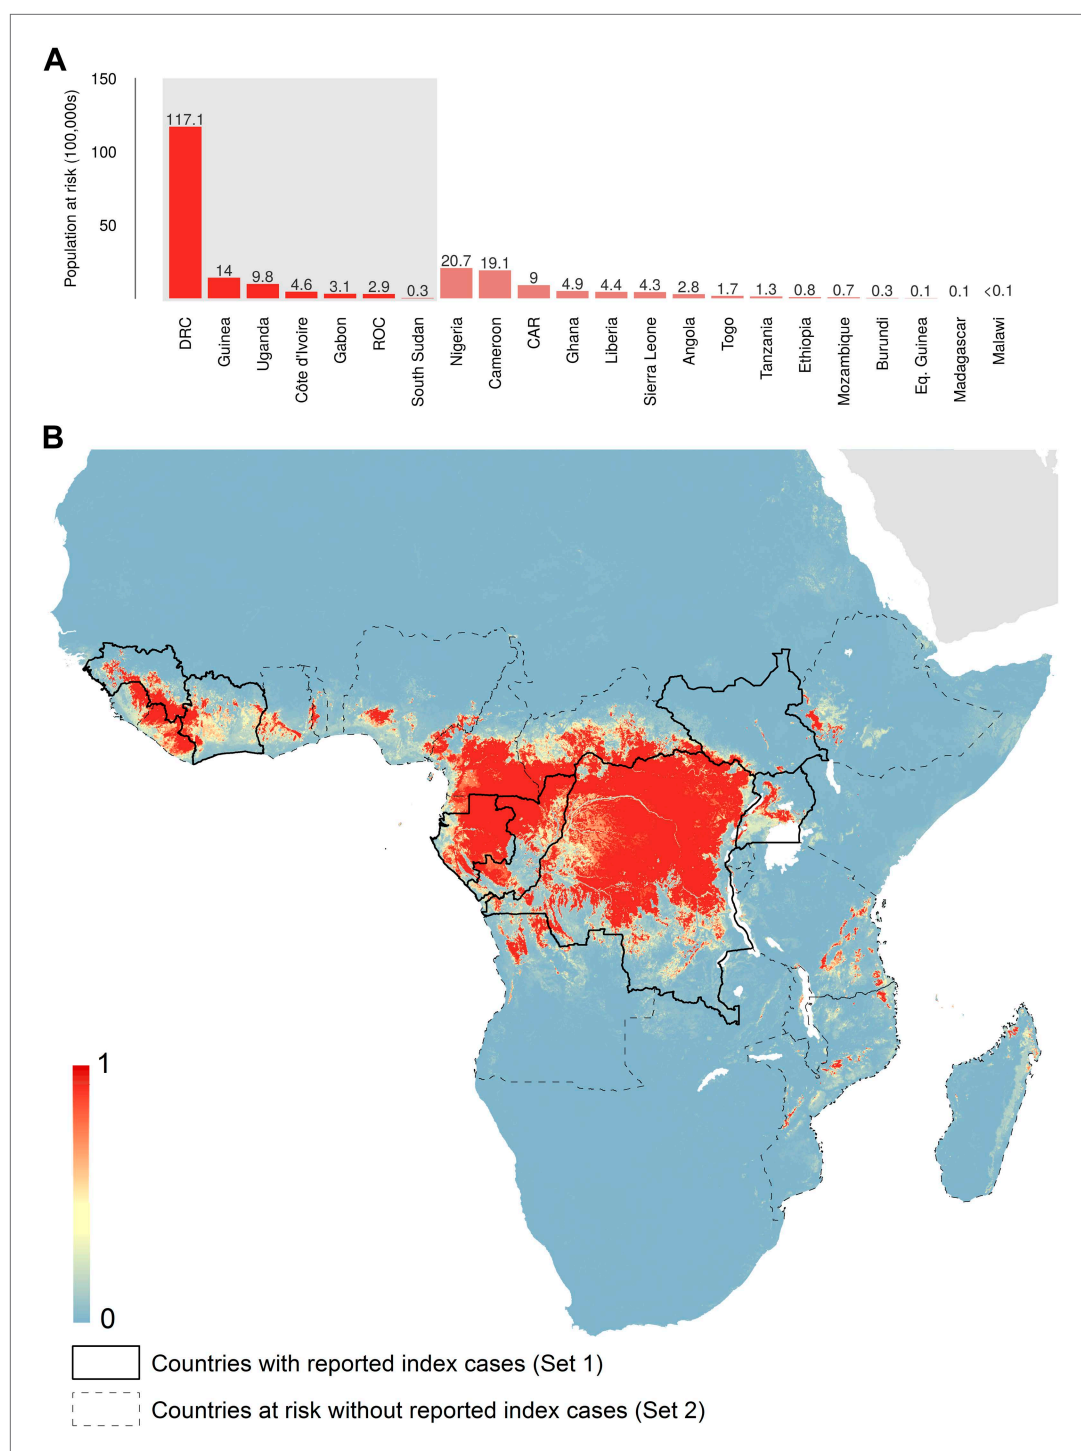 A
Population at risk (100,000s)
150
100
50
117.1
14
9.8
4.6
3.1
2.9
0.3
20.7
19.1
9
4.9
4.4
4.3
2.8
1.7
1.3
0.8
0.7
0.3
0.1
0.1
<0.1
DRC
Guinea
Uganda
Côte d'Ivoire
Gabon
ROC
South Sudan
Nigeria
Cameroon
CAR
Ghana
Liberia
Sierra Leone
Angola
Togo
Tanzania
Ethiopia
Mozambique
Burundi
Eq. Guinea
Madagascar
Malawi
B
1
0
Countries with reported index cases (Set 1)
Countries at risk without reported index cases (Set 2)